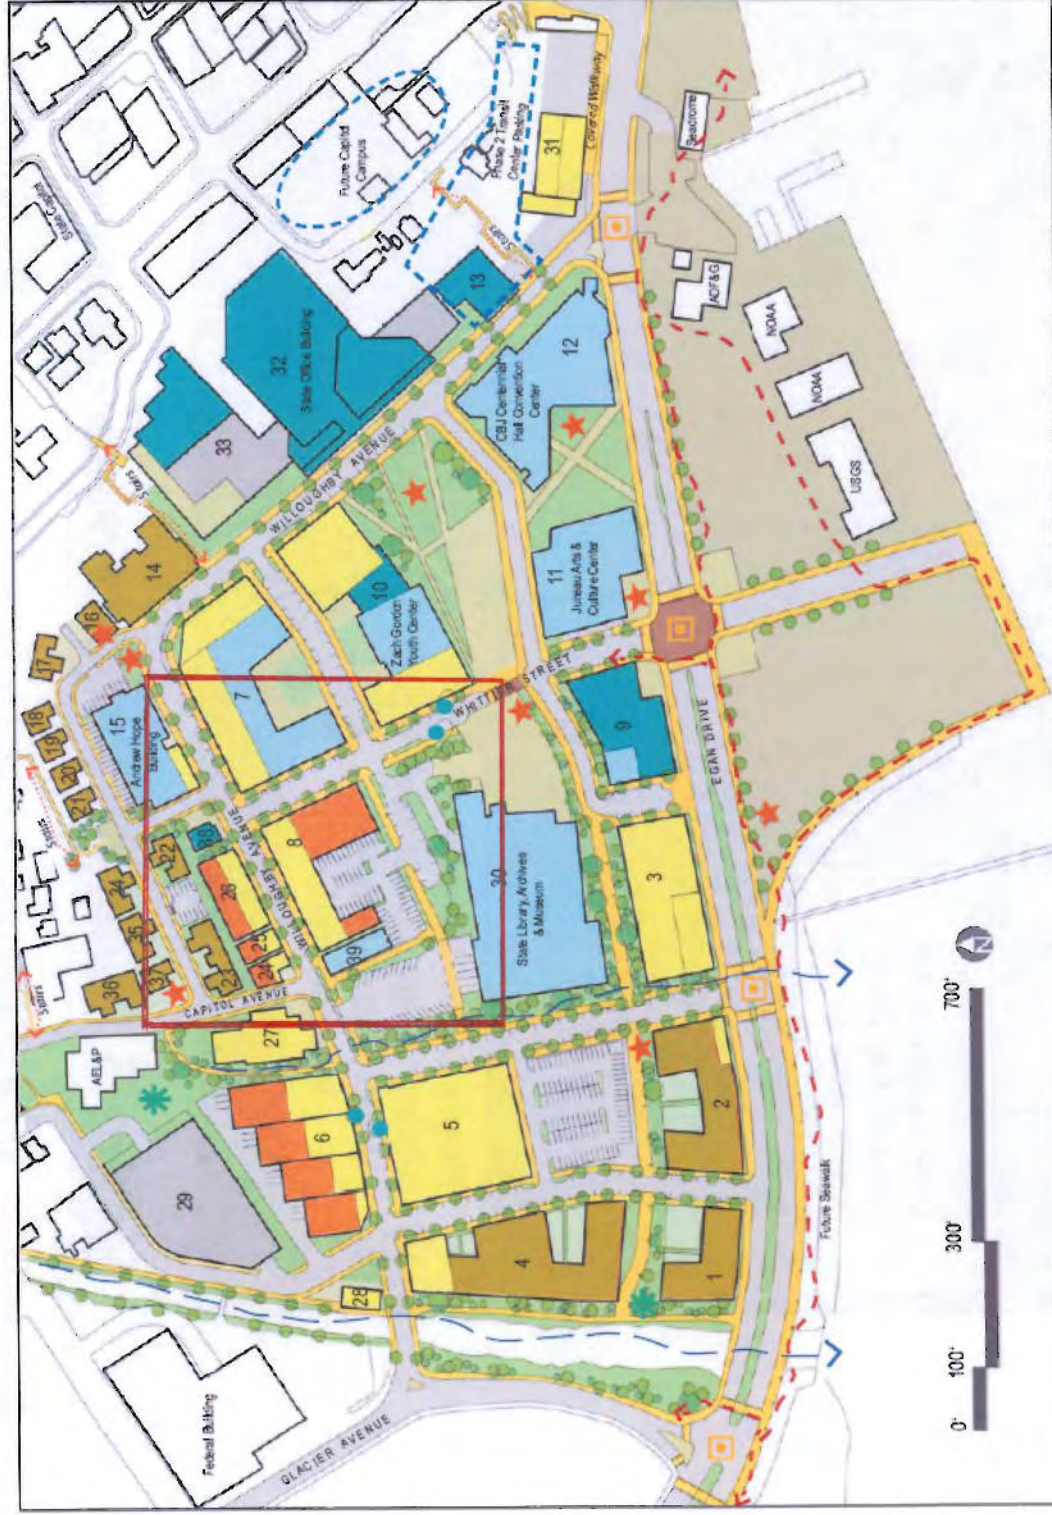 State Capitol
Future Capitol
Campus
Phase 2 Transit
Center Parking
Covered Walkway
31
Seadrome
Stairs
13
32
State Office Building
33
Stairs
ADF&G
NOAA
NOAA
USGS
12
CBJ Centennial
Hall Convention
Center
WILLOUGHBY AVENUE
14
16
17
18
19
20
21
Stairs
15
Andrew Hope
Building
7
10
Zach Gordon
Youth Center
11
Juneau Arts &
Culture Center
WHITTIER STREET
9
EGAN DRIVE
22
38
WILLOUGHBY AVENUE
8
26
25
24
23
39
34
35
36
37
Stairs
CAPITOL AVENUE
30
State Library, Archives
& Museum
3
27
AEL&P
6
5
2
29
28
4
1
Future Seawalk
Federal Building
GLACIER AVENUE
0'
100'
300'
700'
N